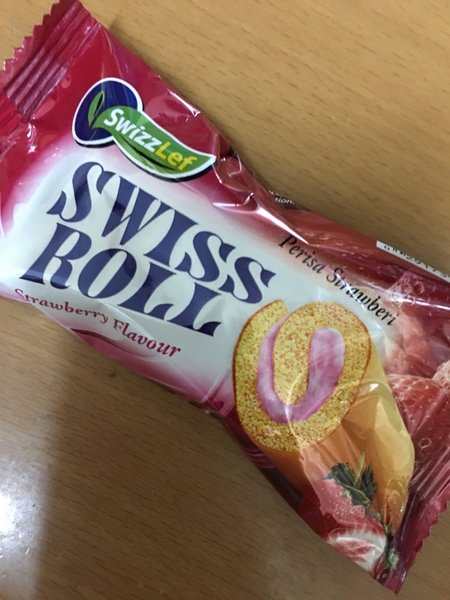 SwizzLef
SWISS
ROLL
Strawberry Flavour
Perisa Strawberi